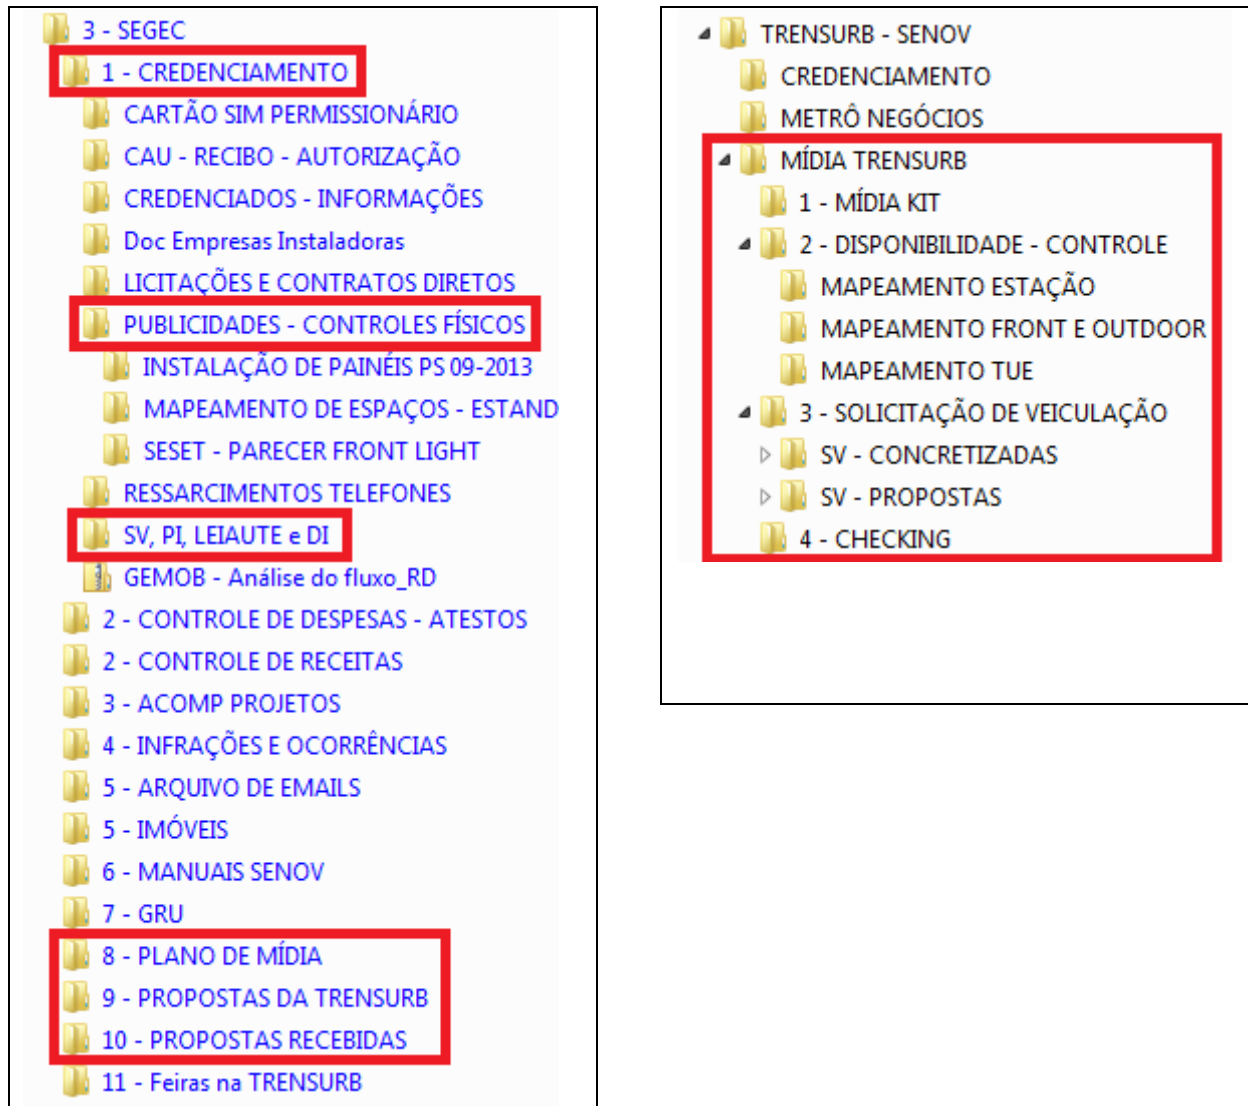 3 - SEGEC
1 - CREDENCIAMENTO
CARTÃO SIM PERMISSIONÁRIO
CAU - RECIBO - AUTORIZAÇÃO
CREDENCIADOS - INFORMAÇÕES
Doc Empresas Instaladoras
LICITAÇÕES E CONTRATOS DIRETOS
PUBLICIDADES - CONTROLES FÍSICOS
INSTALAÇÃO DE PAINÉIS PS 09-2013
MAPEAMENTO DE ESPAÇOS - ESTAND
SESET - PARECER FRONT LIGHT
RESSARCIMENTOS TELEFONES
SV, PI, LEIAUTE e DI
GEMOB - Análise do fluxo_RD
2 - CONTROLE DE DESPESAS - ATESTOS
2 - CONTROLE DE RECEITAS
3 - ACOMP PROJETOS
4 - INFRAÇÕES E OCORRÊNCIAS
5 - ARQUIVO DE EMAILS
5 - IMÓVEIS
6 - MANUAIS SENOV
7 - GRU
8 - PLANO DE MÍDIA
9 - PROPOSTAS DA TRENSURB
10 - PROPOSTAS RECEBIDAS
11 - Feiras na TRENSURB
TRENSURB - SENOV
CREDENCIAMENTO
METRÔ NEGÓCIOS
MÍDIA TRENSURB
1 - MÍDIA KIT
2 - DISPONIBILIDADE - CONTROLE
MAPEAMENTO ESTAÇÃO
MAPEAMENTO FRONT E OUTDOOR
MAPEAMENTO TUE
3 - SOLICITAÇÃO DE VEICULAÇÃO
SV - CONCRETIZADAS
SV - PROPOSTAS
4 - CHECKING